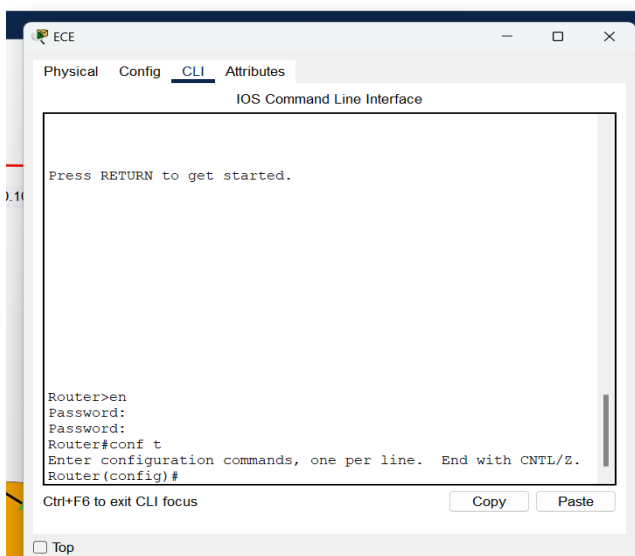 ECE
Physical Config CLI Attributes
IOS Command Line Interface
Press RETURN to get started.
Router>en
Password:
Password:
Router#conf t
Enter configuration commands, one per line.  End with CNTL/Z.
Router(config)#
Ctrl+F6 to exit CLI focus
Copy Paste
Top